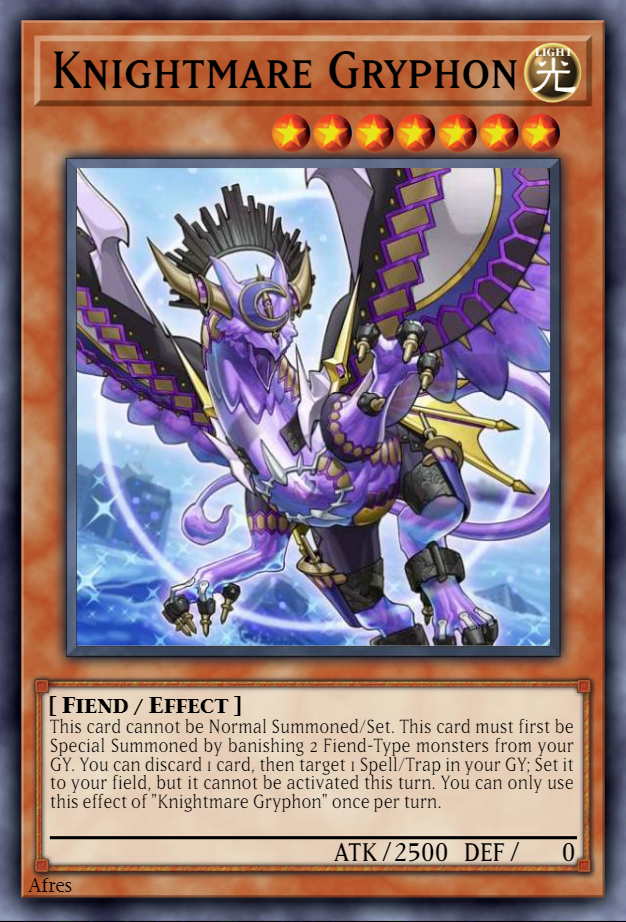 Knightmare Gryphon
LIGHT
光
[ Fiend / Effect ]
This card cannot be Normal Summoned/Set. This card must first be
Special Summoned by banishing 2 Fiend-Type monsters from your
GY. You can discard 1 card, then target 1 Spell/Trap in your GY; Set it
to your field, but it cannot be activated this turn. You can only use
this effect of "Knightmare Gryphon" once per turn.
ATK / 2500 DEF / 0
Afres